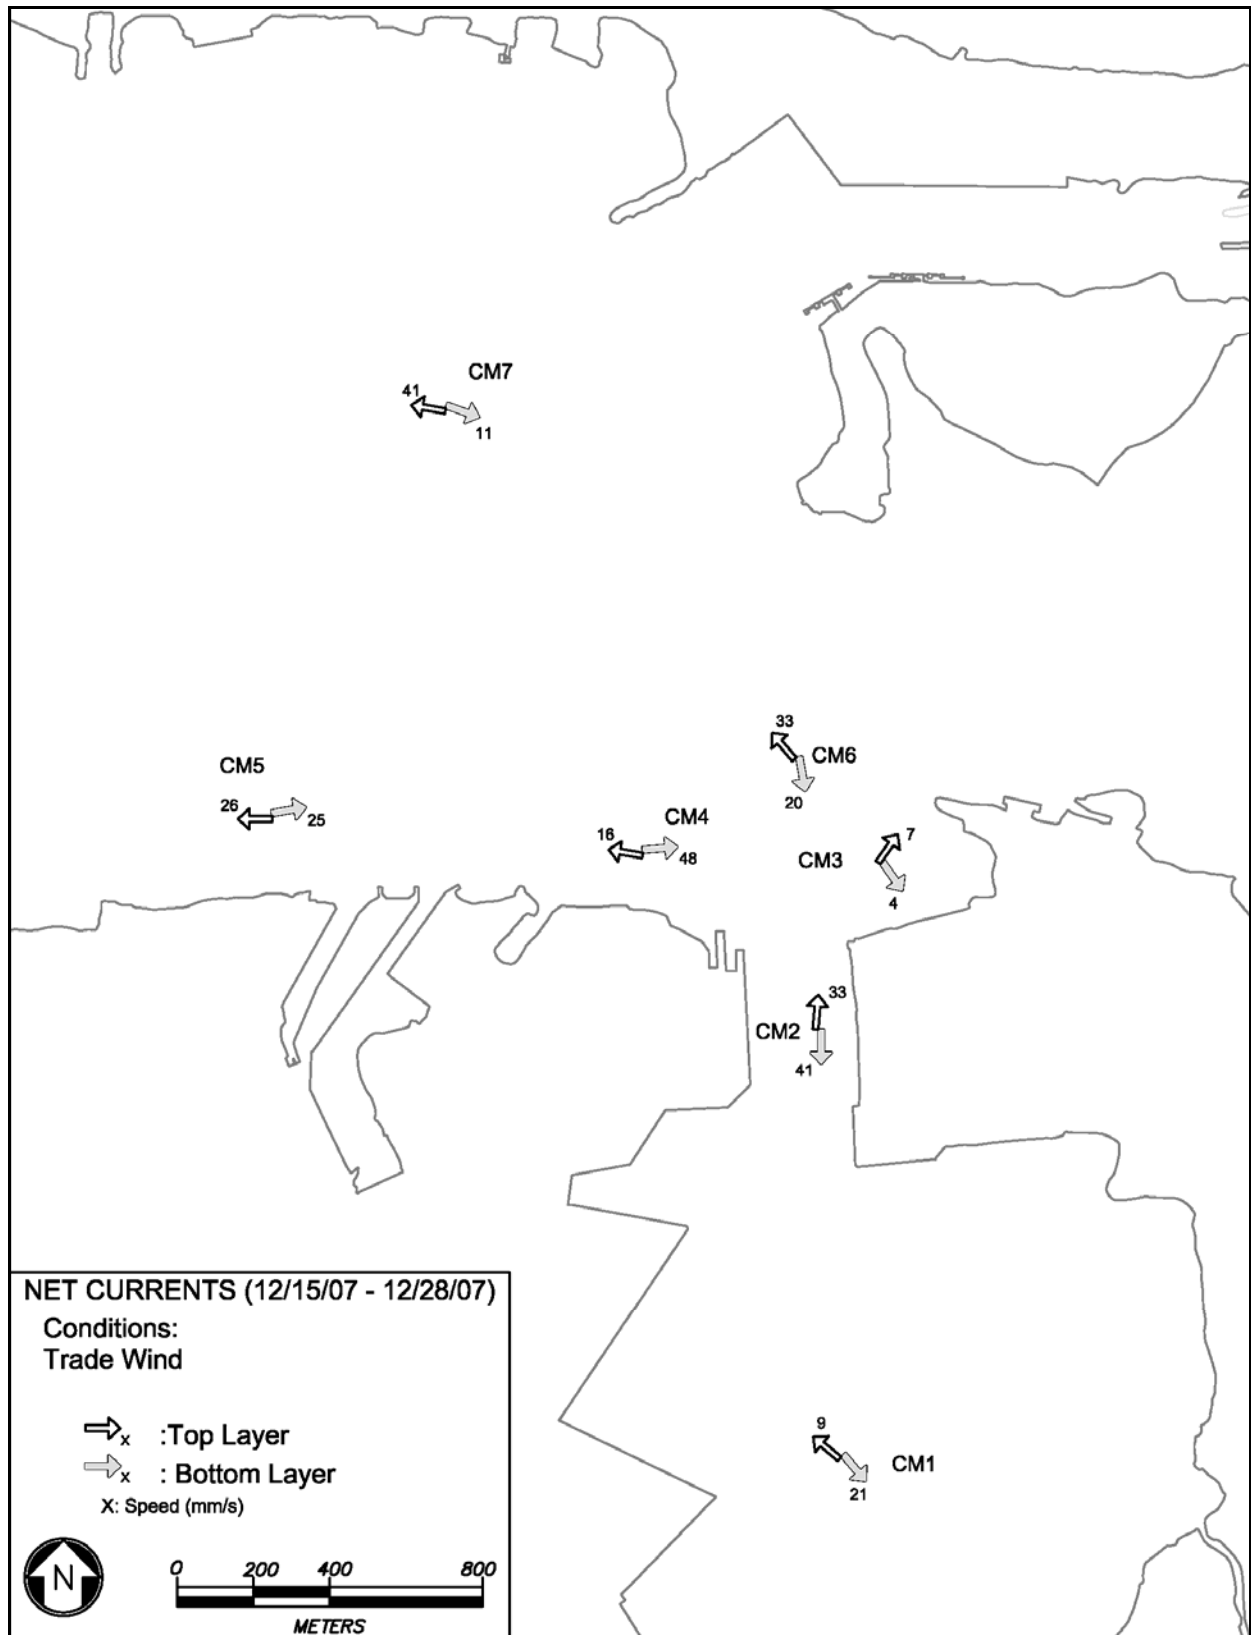 CM7
41
11
33
CM6
20
CM5
26
25
CM4
16
48
7
CM3
4
33
CM2
41
9
CM1
21
NET CURRENTS (12/15/07 - 12/28/07)
Conditions:
Trade Wind
x :Top Layer
x : Bottom Layer
X: Speed (mm/s)
N
0 200 400 800
METERS